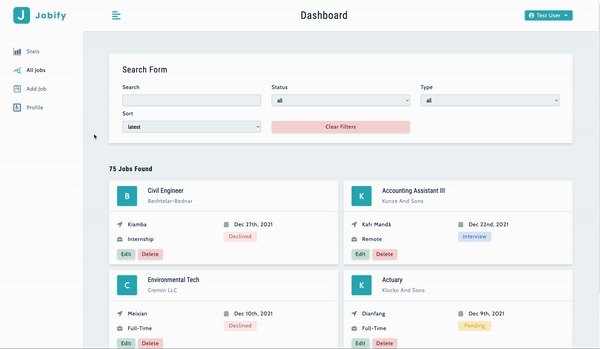 J Jobify
Dashboard
Test User
Stats
All Jobs
Add Job
Profile
Search Form
Search
Status
Type
all
all
Sort
latest
Clear Filters
75 Jobs Found
B
Civil Engineer
Bechtelar-Bednar
Kiamba
Dec 27th, 2021
Internship
Declined
Edit Delete
K
Accounting Assistant III
Kunze And Sons
Kafr Mandā
Dec 22nd, 2021
Remote
Interview
Edit Delete
C
Environmental Tech
Cremin LLC
Meixian
Dec 10th, 2021
Full-Time
Declined
Edit Delete
K
Actuary
Klocko And Sons
Dianfang
Dec 9th, 2021
Full-Time
Pending
Edit Delete